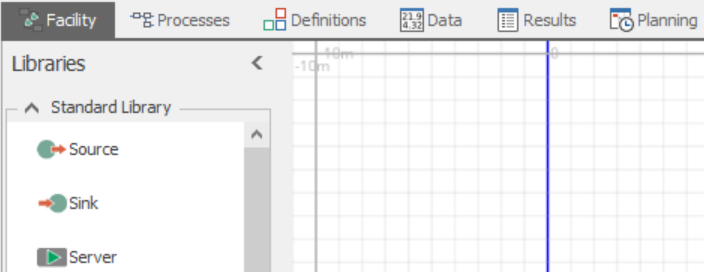 Facility Processes Definitions 21.9 4.32 Data Results Planning
Libraries
-10m
-10m
0
Standard Library
Source
Sink
Server